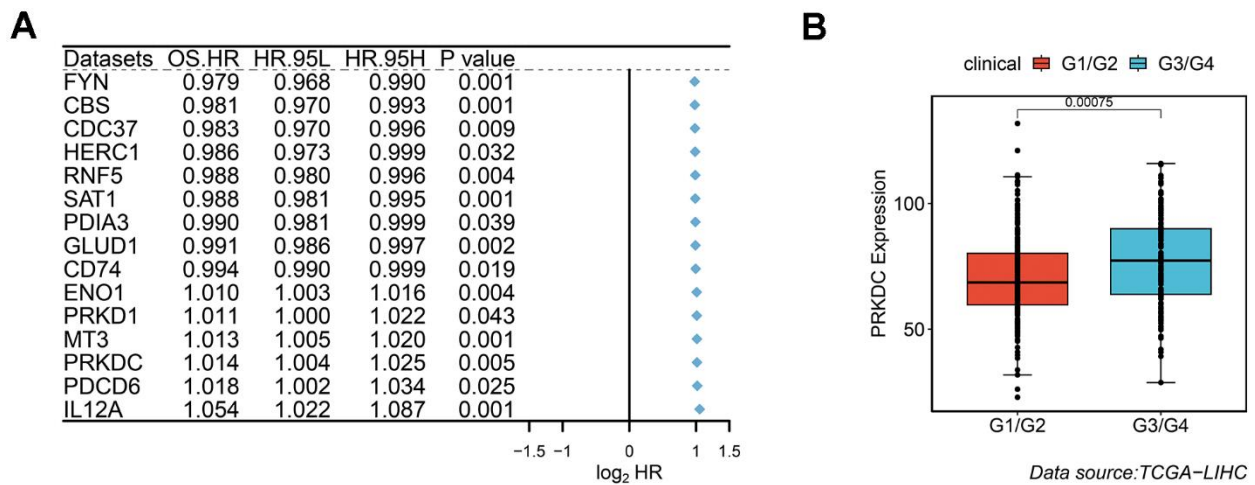 A
Datasets OS.HR HR.95L HR.95H P value
FYN 0.979 0.968 0.990 0.001
CBS 0.981 0.970 0.993 0.001
CDC37 0.983 0.970 0.996 0.009
HERC1 0.986 0.973 0.999 0.032
RNF5 0.988 0.980 0.996 0.004
SAT1 0.988 0.981 0.995 0.001
PDIA3 0.990 0.981 0.999 0.039
GLUD1 0.991 0.986 0.997 0.002
CD74 0.994 0.990 0.999 0.019
ENO1 1.010 1.003 1.016 0.004
PRKD1 1.011 1.000 1.022 0.043
MT3 1.013 1.005 1.020 0.001
PRKDC 1.014 1.004 1.025 0.005
PDCD6 1.018 1.002 1.034 0.025
IL12A 1.054 1.022 1.087 0.001
−1.5 −1 0 1 1.5
log₂ HR
B
clinical G1/G2 G3/G4
0.00075
100
50
PRKDC Expression
G1/G2 G3/G4
Data source:TCGA−LIHC